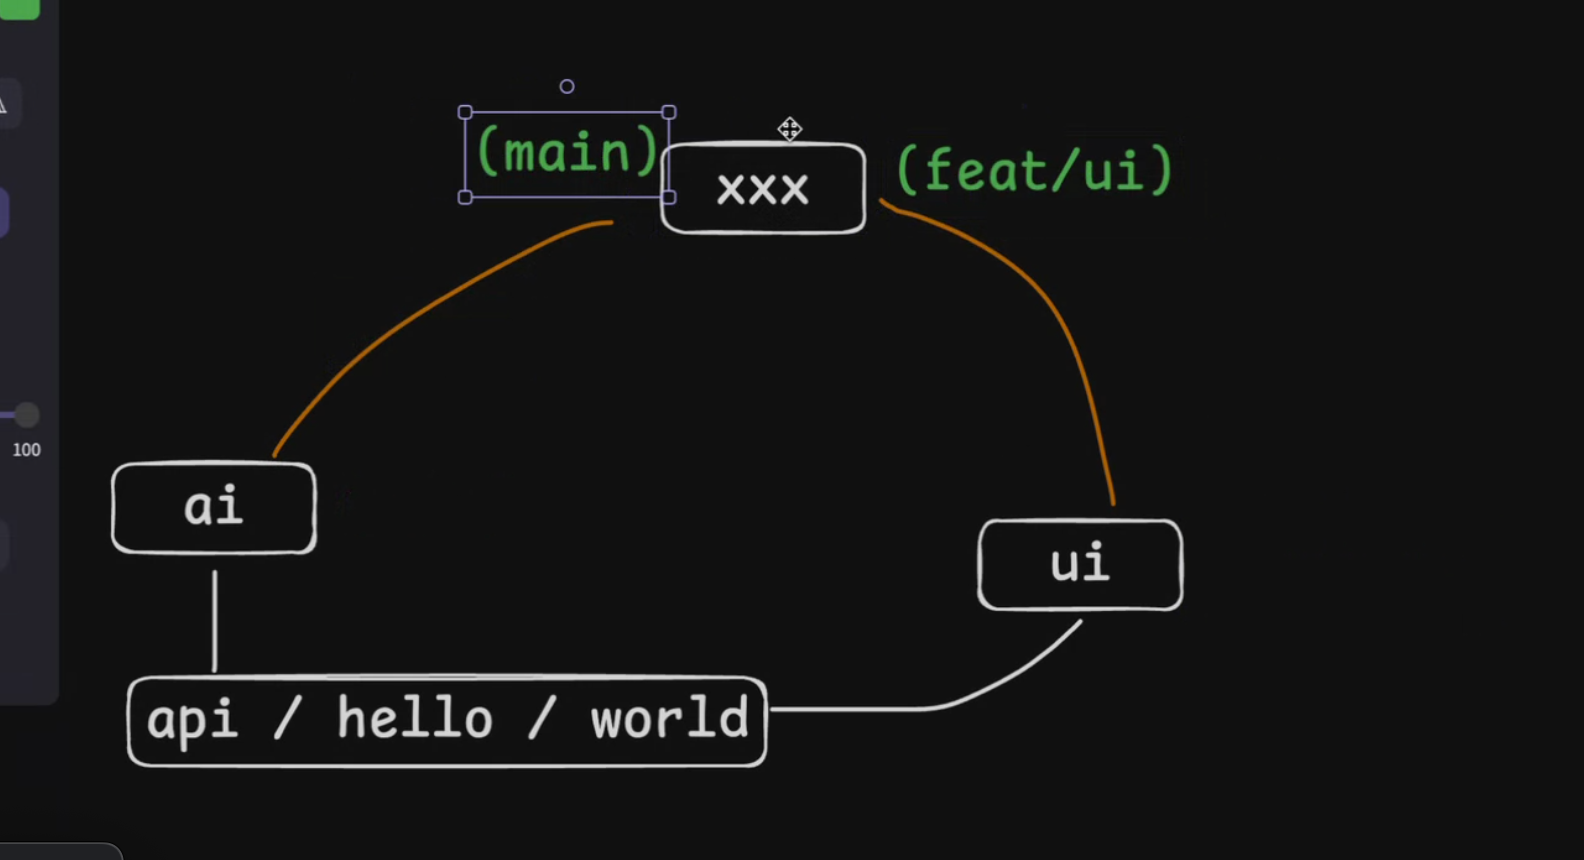 (main)
xxx
(feat/ui)
100
ai
ui
api / hello / world